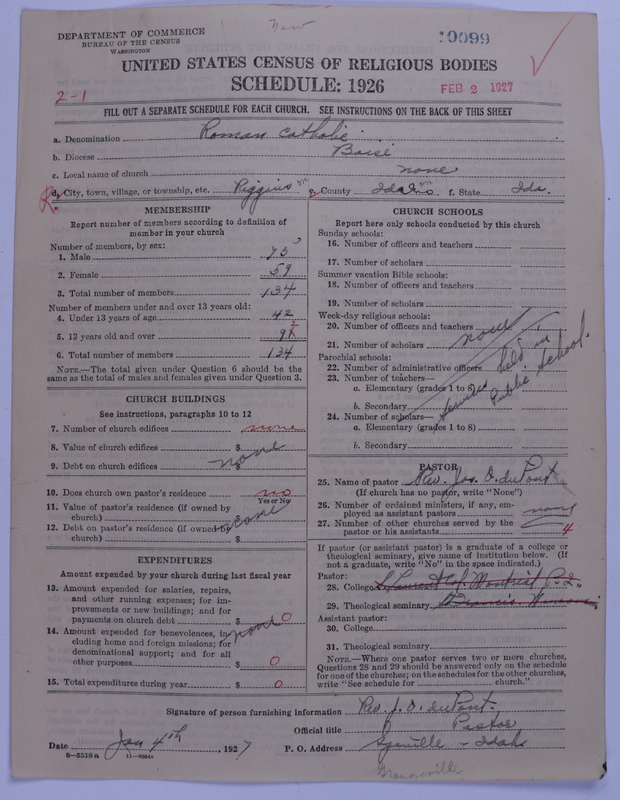 New
DEPARTMENT OF COMMERCE
BUREAU OF THE CENSUS
WASHINGTON
10099
UNITED STATES CENSUS OF RELIGIOUS BODIES
SCHEDULE: 1926
FEB 2 1927
2-1
FILL OUT A SEPARATE SCHEDULE FOR EACH CHURCH. SEE INSTRUCTIONS ON THE BACK OF THIS SHEET
a. Denomination Roman Catholic
b. Diocese Boise
c. Local name of church none
d. City, town, village, or township, etc. Riggins e. County Idaho f. State Ida.
MEMBERSHIP
Report number of members according to definition of
member in your church
Number of members, by sex:
1. Male 75
2. Female 59
3. Total number of members 134
Number of members under and over 13 years old:
4. Under 13 years of age 42
5. 13 years old and over 92
6. Total number of members 134
NOTE.—The total given under Question 6 should be the
same as the total of males and females given under Question 3.
CHURCH BUILDINGS
See instructions, paragraphs 10 to 12
7. Number of church edifices none
8. Value of church edifices $
9. Debt on church edifices $ none
10. Does church own pastor's residence no
Yes or No
11. Value of pastor's residence (if owned by
church) $ none
12. Debt on pastor's residence (if owned by
church) $
EXPENDITURES
Amount expended by your church during last fiscal year
13. Amount expended for salaries, repairs,
and other running expenses; for im-
provements or new buildings; and for
payments on church debt $ 0
14. Amount expended for benevolences, in-
cluding home and foreign missions; for
denominational support; and for all
other purposes $ 0
none
15. Total expenditures during year $ 0
CHURCH SCHOOLS
Report here only schools conducted by this church
Sunday schools:
16. Number of officers and teachers
17. Number of scholars
Summer vacation Bible schools:
18. Number of officers and teachers
19. Number of scholars
Week-day religious schools:
20. Number of officers and teachers
21. Number of scholars none
Parochial schools:
22. Number of administrative officers
23. Number of teachers—
a. Elementary (grades 1 to 8)
b. Secondary
24. Number of scholars—
a. Elementary (grades 1 to 8)
b. Secondary
Services held in
Public School.
PASTOR
25. Name of pastor Rev. Jos. O. duPont
(If church has no pastor, write "None")
26. Number of ordained ministers, if any, em-
ployed as assistant pastors none
27. Number of other churches served by the
pastor or his assistants 4
If pastor (or assistant pastor) is a graduate of a college or
theological seminary, give name of institution below. (If
not a graduate, write "No" in the space indicated.)
Pastor:
28. College St Laurent of Montreal P. Q.
29. Theological seminary St Francis,
Assistant pastor:
30. College
31. Theological seminary
NOTE.—Where one pastor serves two or more churches,
Questions 28 and 29 should be answered only on the schedule
for one of the churches; on the schedules for the other churches,
write "See schedule for church."
Signature of person furnishing information Rev. J. O. duPont.
Official title Pastor
Date Jan 4th, 1927 P. O. Address Idaho
8—5518a 11—9084a
Grangeville